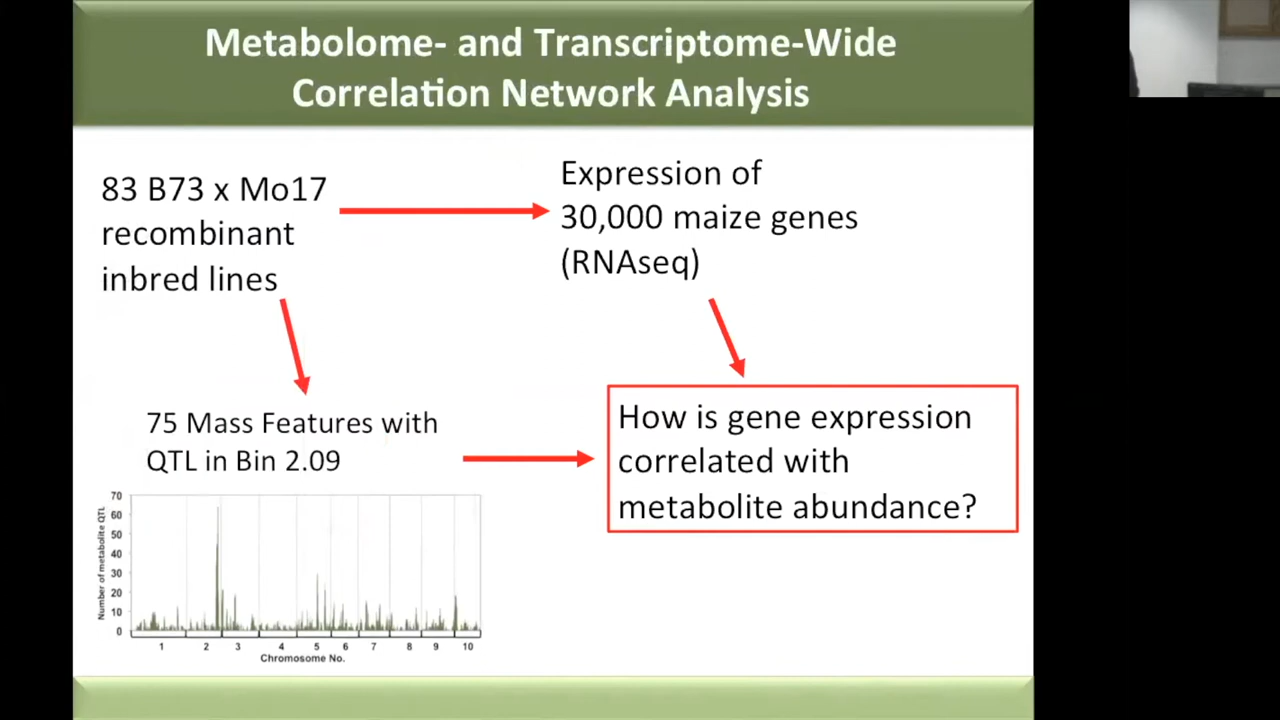 Metabolome- and Transcriptome-Wide
Correlation Network Analysis
83 B73 x Mo17
recombinant
inbred lines
Expression of
30,000 maize genes
(RNAseq)
75 Mass Features with
QTL in Bin 2.09
How is gene expression
correlated with
metabolite abundance?
Number of metabolite QTL
70
60
50
40
30
20
10
0
1 2 3 4 5 6 7 8 9 10
Chromosome No.